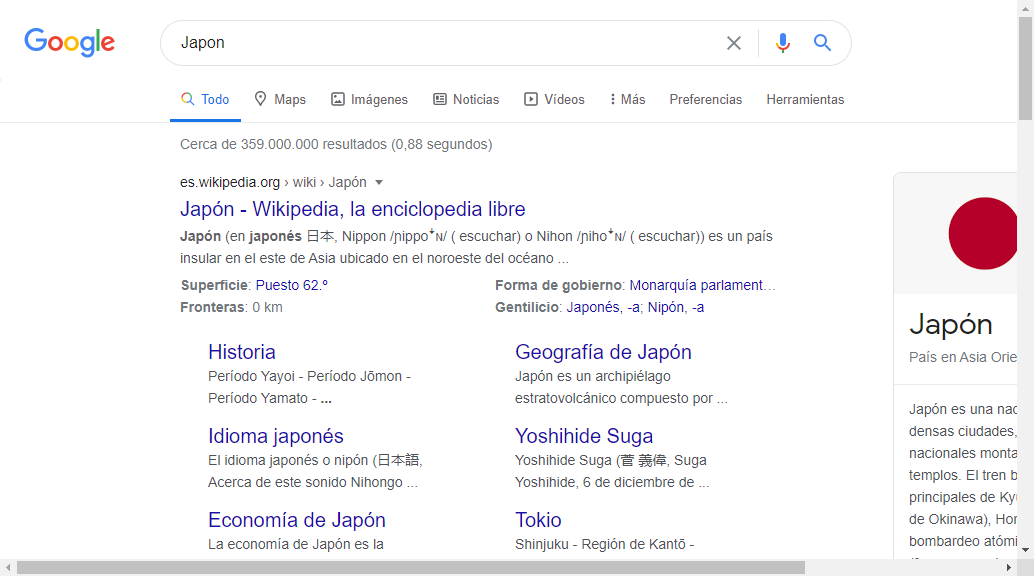 Google
Japon
Todo Maps Imágenes Noticias Vídeos Más Preferencias Herramientas
Cerca de 359.000.000 resultados (0,88 segundos)
es.wikipedia.org › wiki › Japón
Japón - Wikipedia, la enciclopedia libre
Japón (en japonés 日本, Nippon /ɲippoꜜɴ/ ( escuchar) o Nihon /ɲihoꜜɴ/ ( escuchar)) es un país
insular en el este de Asia ubicado en el noroeste del océano ...
Superficie: Puesto 62.º
Forma de gobierno: Monarquía parlament…
Fronteras: 0 km
Gentilicio: Japonés, -a; Nipón, -a
Historia
Período Yayoi - Período Jōmon -
Período Yamato - ...
Geografía de Japón
Japón es un archipiélago
estratovolcánico compuesto por ...
Idioma japonés
El idioma japonés o nipón (日本語,
Acerca de este sonido Nihongo ...
Yoshihide Suga
Yoshihide Suga (菅 義偉, Suga
Yoshihide, 6 de diciembre de ...
Economía de Japón
La economía de Japón es la
Tokio
Shinjuku - Región de Kantō -
Japón
País en Asia Orie
Japón es una nac
densas ciudades,
nacionales monta
templos. El tren b
principales de Kyu
de Okinawa), Hon
bombardeo atómi